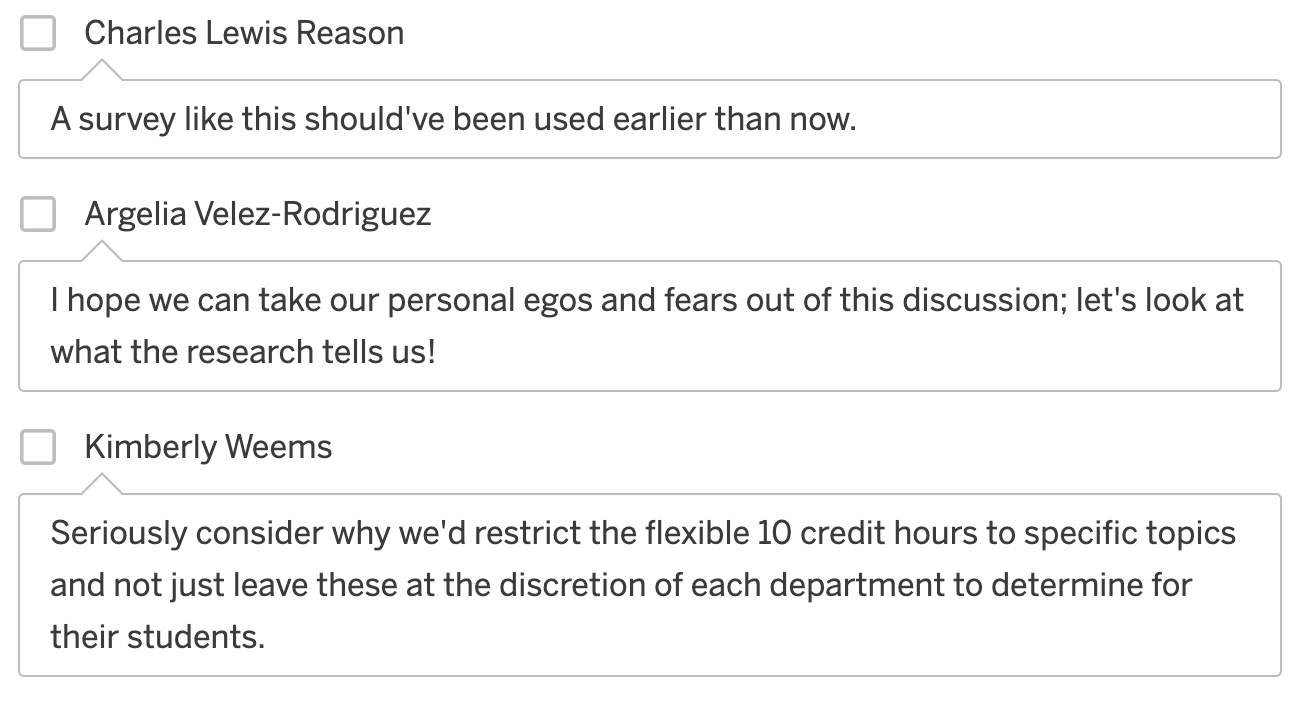 Charles Lewis Reason
A survey like this should've been used earlier than now.
Argelia Velez-Rodriguez
I hope we can take our personal egos and fears out of this discussion; let's look at
what the research tells us!
Kimberly Weems
Seriously consider why we'd restrict the flexible 10 credit hours to specific topics
and not just leave these at the discretion of each department to determine for
their students.